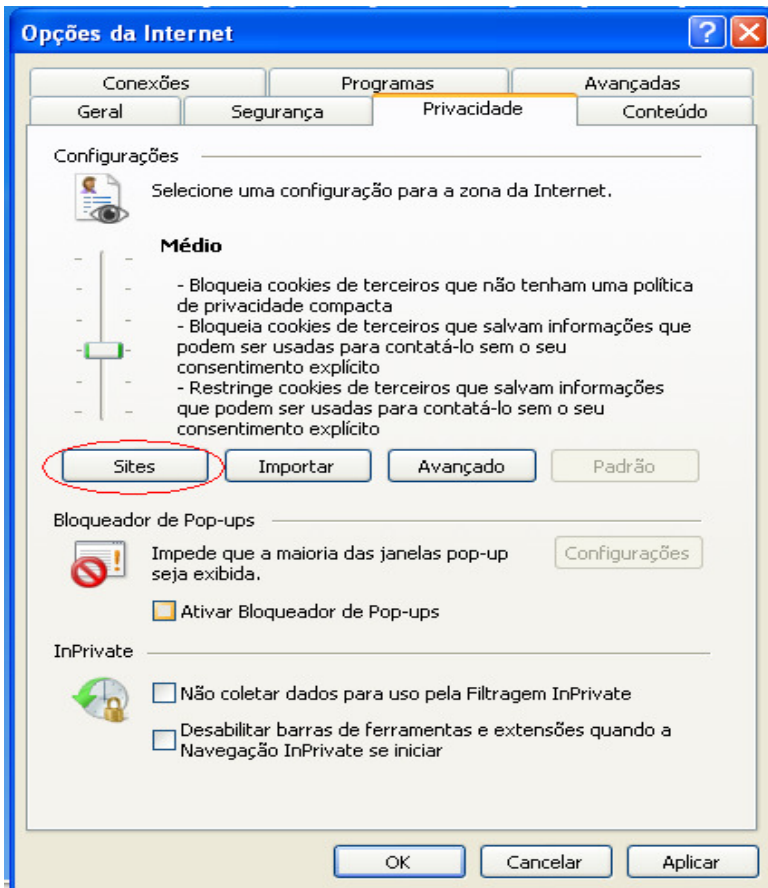 Opções da Internet
Conexões Programas Avançadas
Geral Segurança Privacidade Conteúdo
Configurações
Selecione uma configuração para a zona da Internet.
Médio
- Bloqueia cookies de terceiros que não tenham uma política
de privacidade compacta
- Bloqueia cookies de terceiros que salvam informações que
podem ser usadas para contatá-lo sem o seu
consentimento explícito
- Restringe cookies de terceiros que salvam informações
que podem ser usadas para contatá-lo sem o seu
consentimento explícito
Sites Importar Avançado Padrão
Bloqueador de Pop-ups
Impede que a maioria das janelas pop-up
seja exibida.
Configurações
Ativar Bloqueador de Pop-ups
InPrivate
Não coletar dados para uso pela Filtragem InPrivate
Desabilitar barras de ferramentas e extensões quando a
Navegação InPrivate se iniciar
OK Cancelar Aplicar